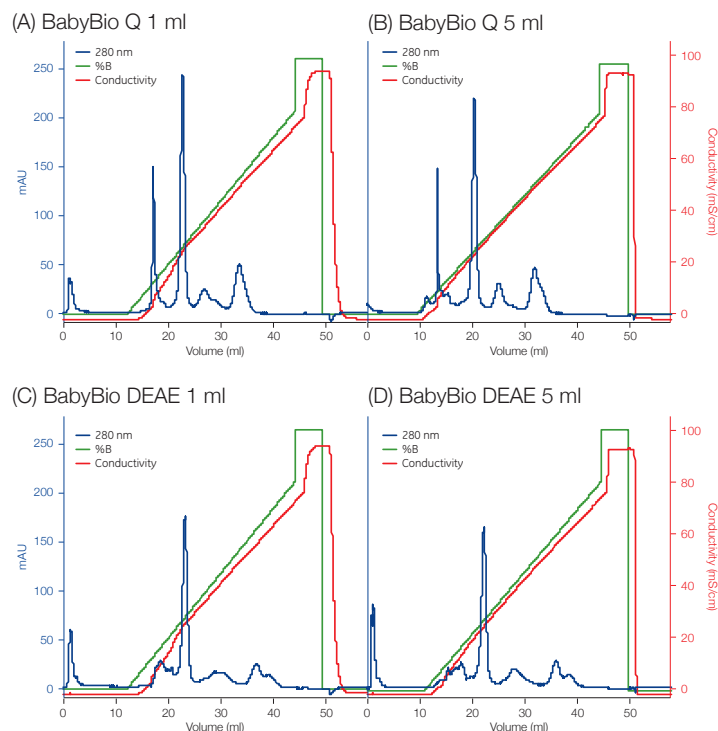 (A) BabyBio Q 1 ml
280 nm
%B
Conductivity
250
200
150
100
50
0
mAU
0 10 20 30 40 50
Volume (ml)
(B) BabyBio Q 5 ml
280 nm
%B
Conductivity
100
80
60
40
20
0
Conductivity (mS/cm)
0 10 20 30 40 50
Volume (ml)
(C) BabyBio DEAE 1 ml
280 nm
%B
Conductivity
250
200
150
100
50
0
mAU
0 10 20 30 40 50
Volume (ml)
(D) BabyBio DEAE 5 ml
280 nm
%B
Conductivity
100
80
60
40
20
0
Conductivity (mS/cm)
0 10 20 30 40 50
Volume (ml)